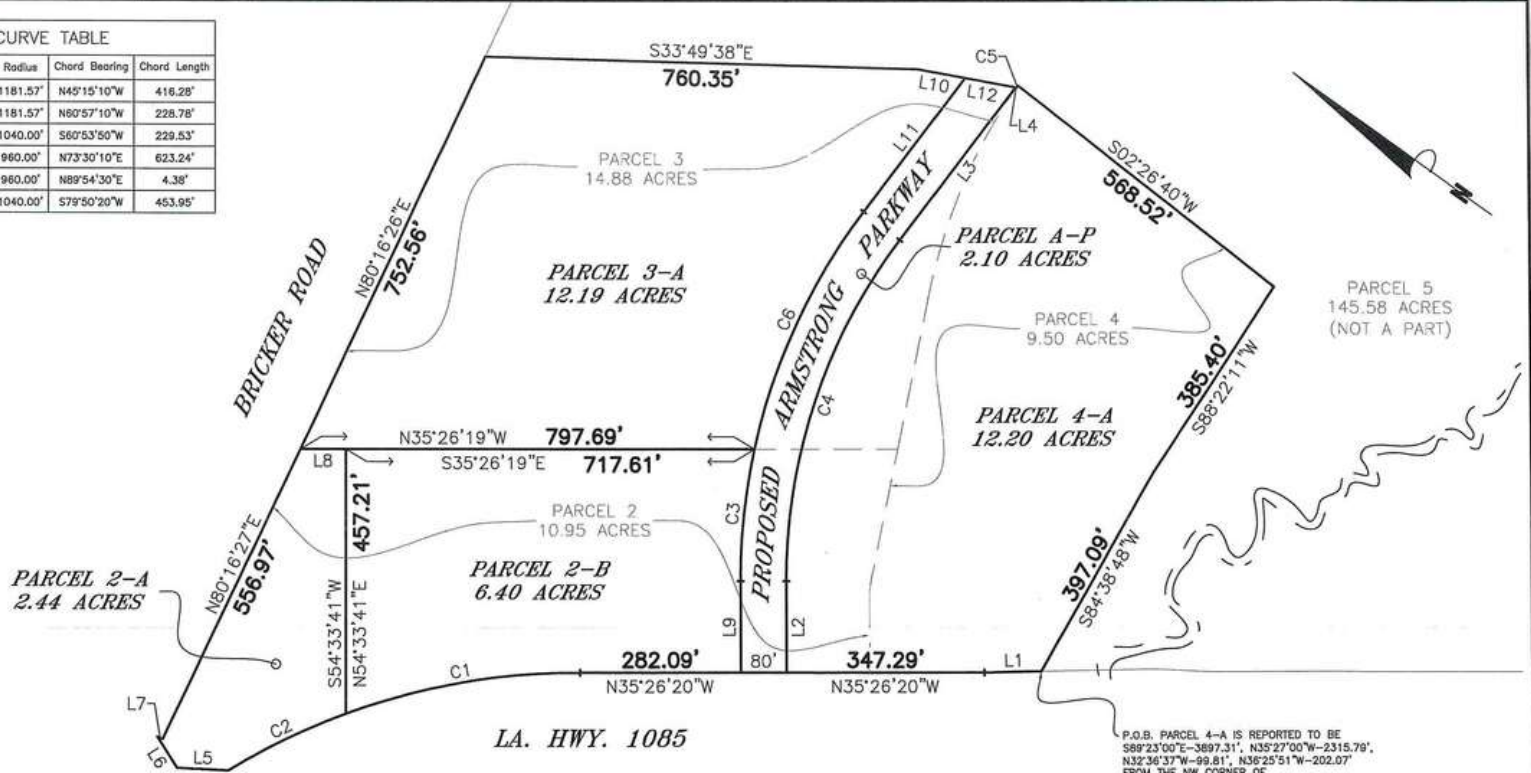 CURVE TABLE
Radius Chord Bearing Chord Length
1181.57' N45°15'10"W 416.28'
1181.57' N60°57'10"W 228.78'
1040.00' S60°53'50"W 229.53'
960.00' N73°30'10"E 623.24'
960.00' N89°54'30"E 4.38'
1040.00' S79°50'20"W 453.95'
S33°49'38"E
760.35'
C5
L10
L12
L4
L11
L3
S02°26'40"W
568.52'
N
PARCEL 3
14.88 ACRES
N80°16'26"E
752.56'
BRICKER ROAD
PARCEL 3-A
12.19 ACRES
PROPOSED ARMSTRONG PARKWAY
PARCEL A-P
2.10 ACRES
C6
C4
PARCEL 4
9.50 ACRES
PARCEL 5
145.58 ACRES
(NOT A PART)
385.40'
S88°22'11"W
PARCEL 4-A
12.20 ACRES
N35°26'19"W 797.69'
L8
S35°26'19"E 717.61'
C3
PARCEL 2
10.95 ACRES
457.21'
S54°33'41"W
N54°33'41"E
N80°16'27"E
556.97'
PARCEL 2-A
2.44 ACRES
PARCEL 2-B
6.40 ACRES
397.09'
S84°38'48"W
L9
L2
282.09'
80'
347.29'
L1
N35°26'20"W
N35°26'20"W
C1
C2
L7
L6
L5
LA. HWY. 1085
P.O.B. PARCEL 4-A IS REPORTED TO BE
S89°23'00"E-3897.31', N35°27'00"W-2315.79',
N32°36'37"W-99.81', N36°25'51"W-202.07'
FROM THE NW CORNER OF